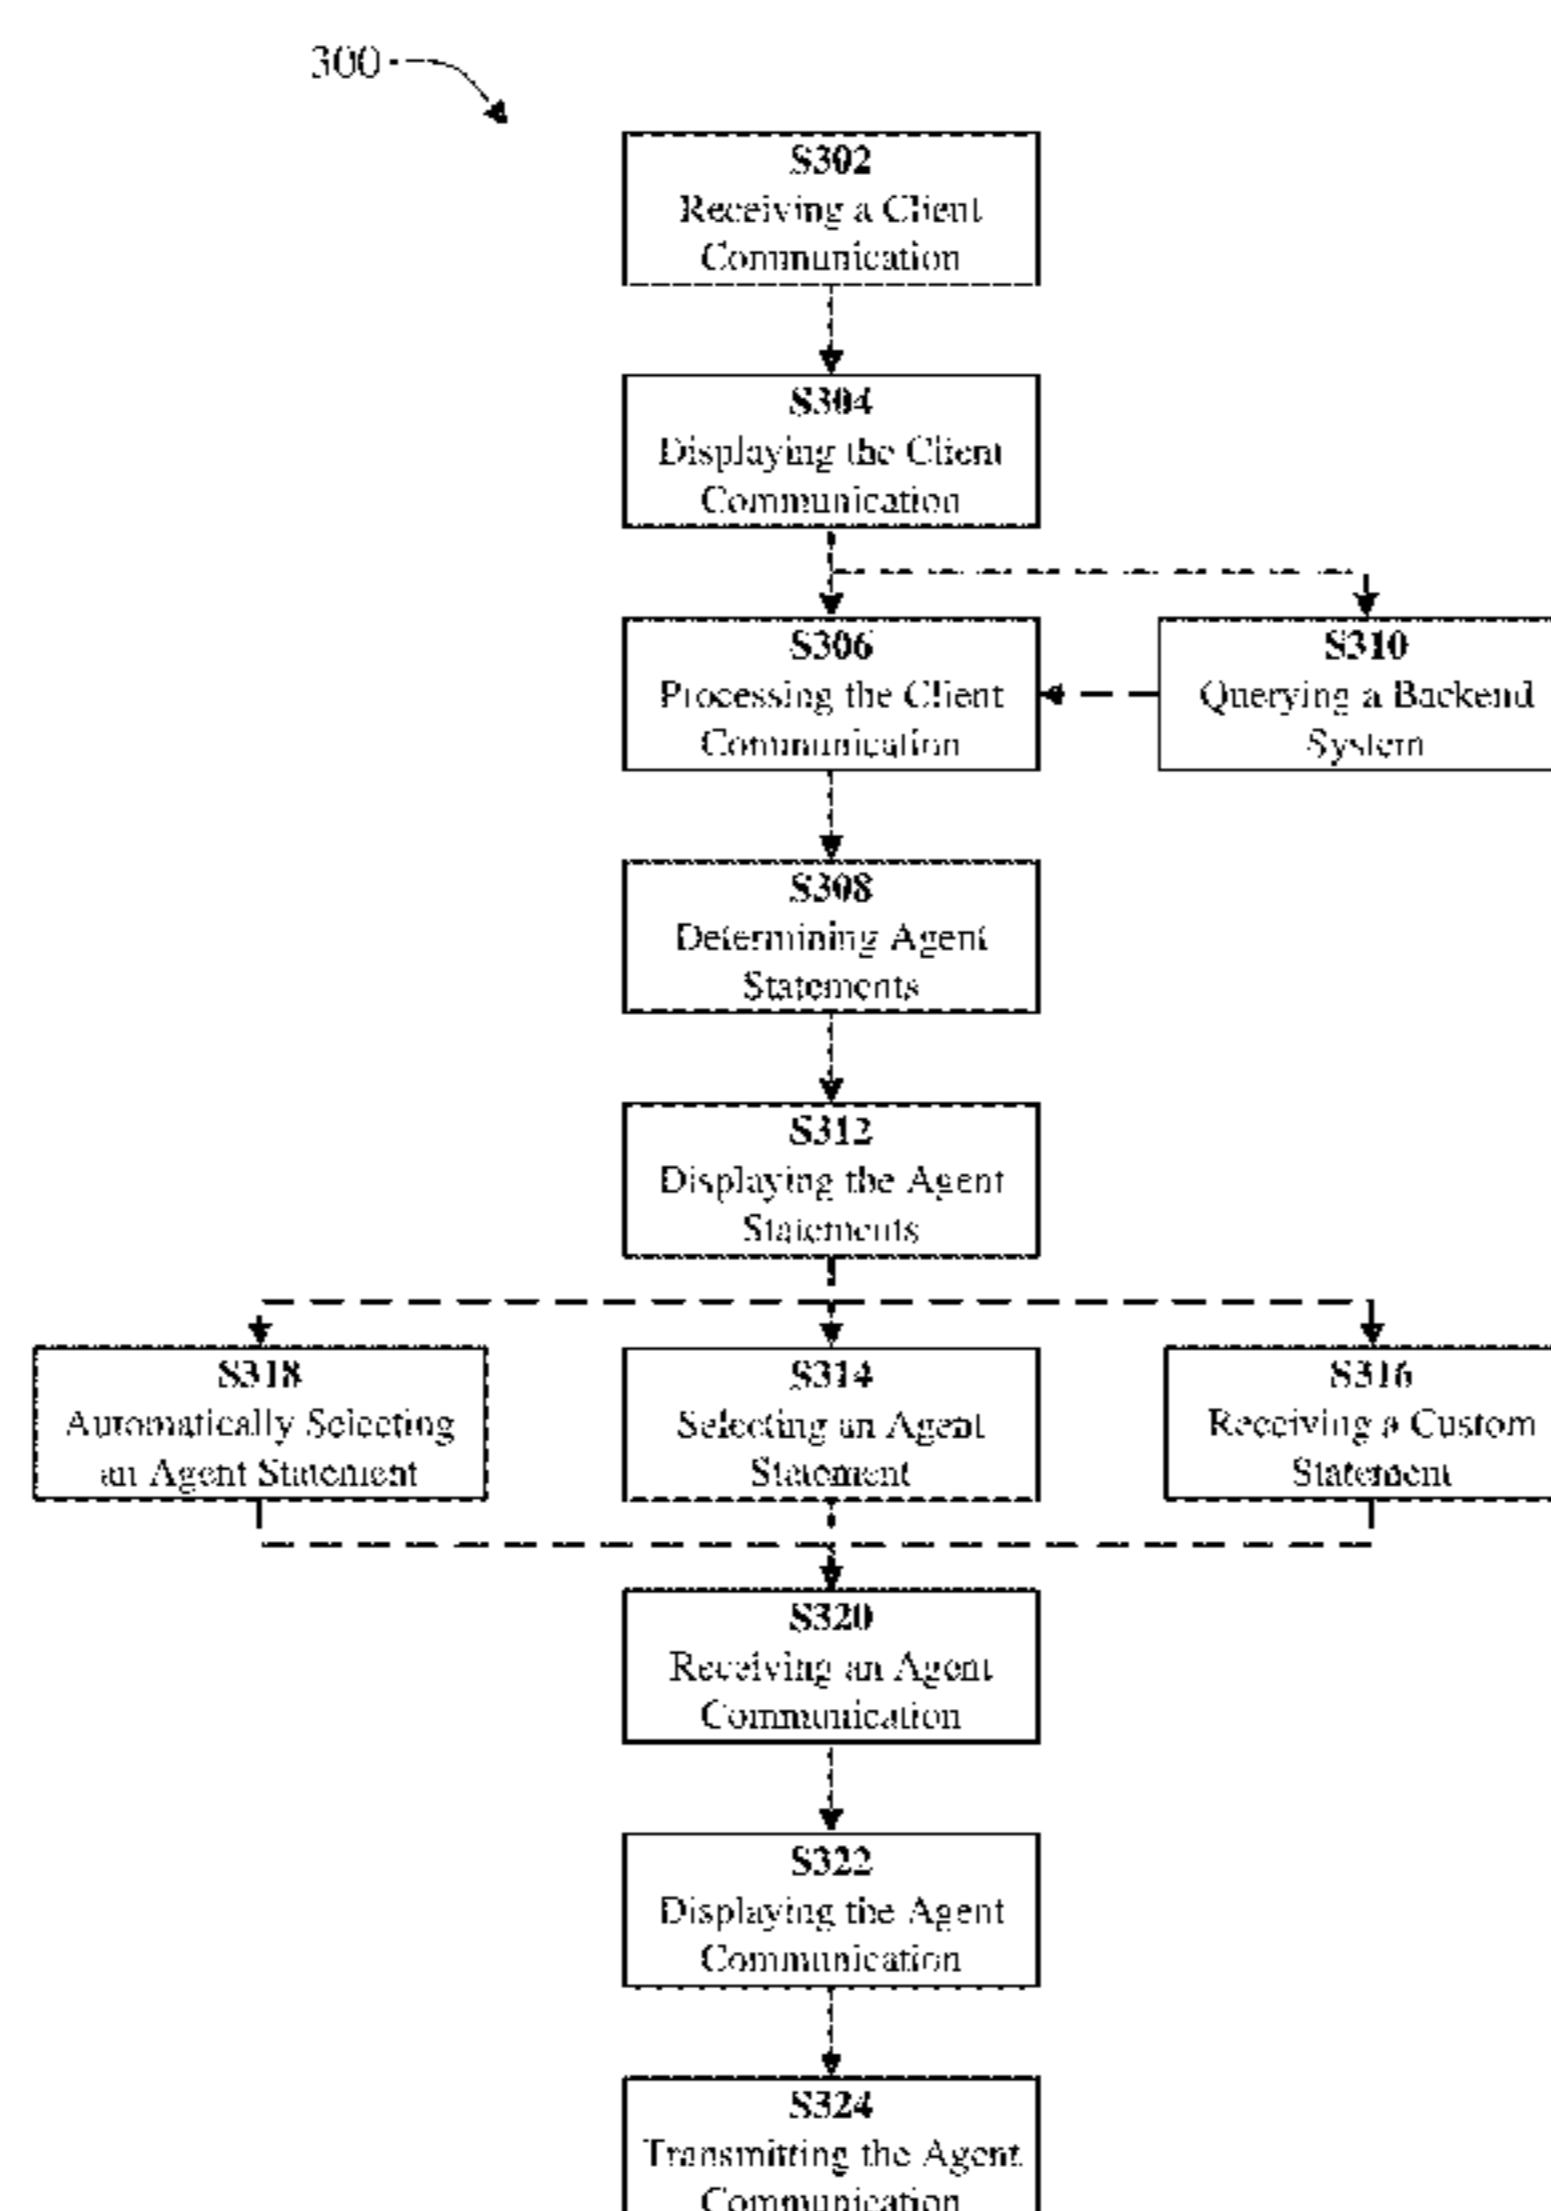 300
S302
Receiving a Client
Communication
S304
Displaying the Client
Communication
S306
Processing the Client
Communication
S310
Querying a Backend
System
S308
Determining Agent
Statements
S312
Displaying the Agent
Statements
S318
Automatically Selecting
an Agent Statement
S314
Selecting an Agent
Statement
S316
Receiving a Custom
Statement
S320
Receiving an Agent
Communication
S322
Displaying the Agent
Communication
S324
Transmitting the Agent
Communication